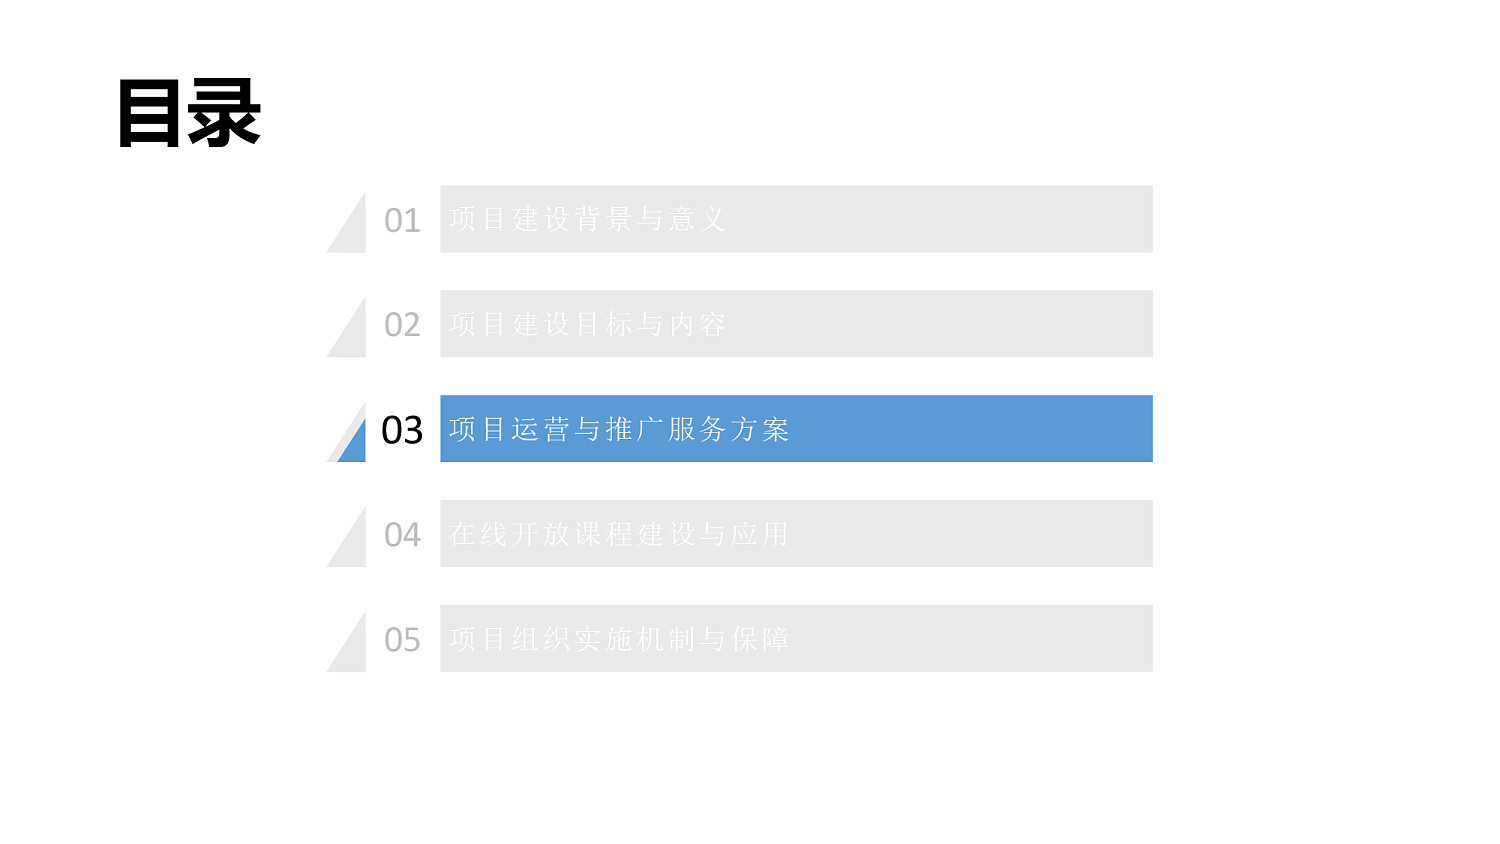 目录
01 项目建设背景与意义
02 项目建设目标与内容
03 项目运营与推广服务方案
04 在线开放课程建设与应用
05 项目组织实施机制与保障